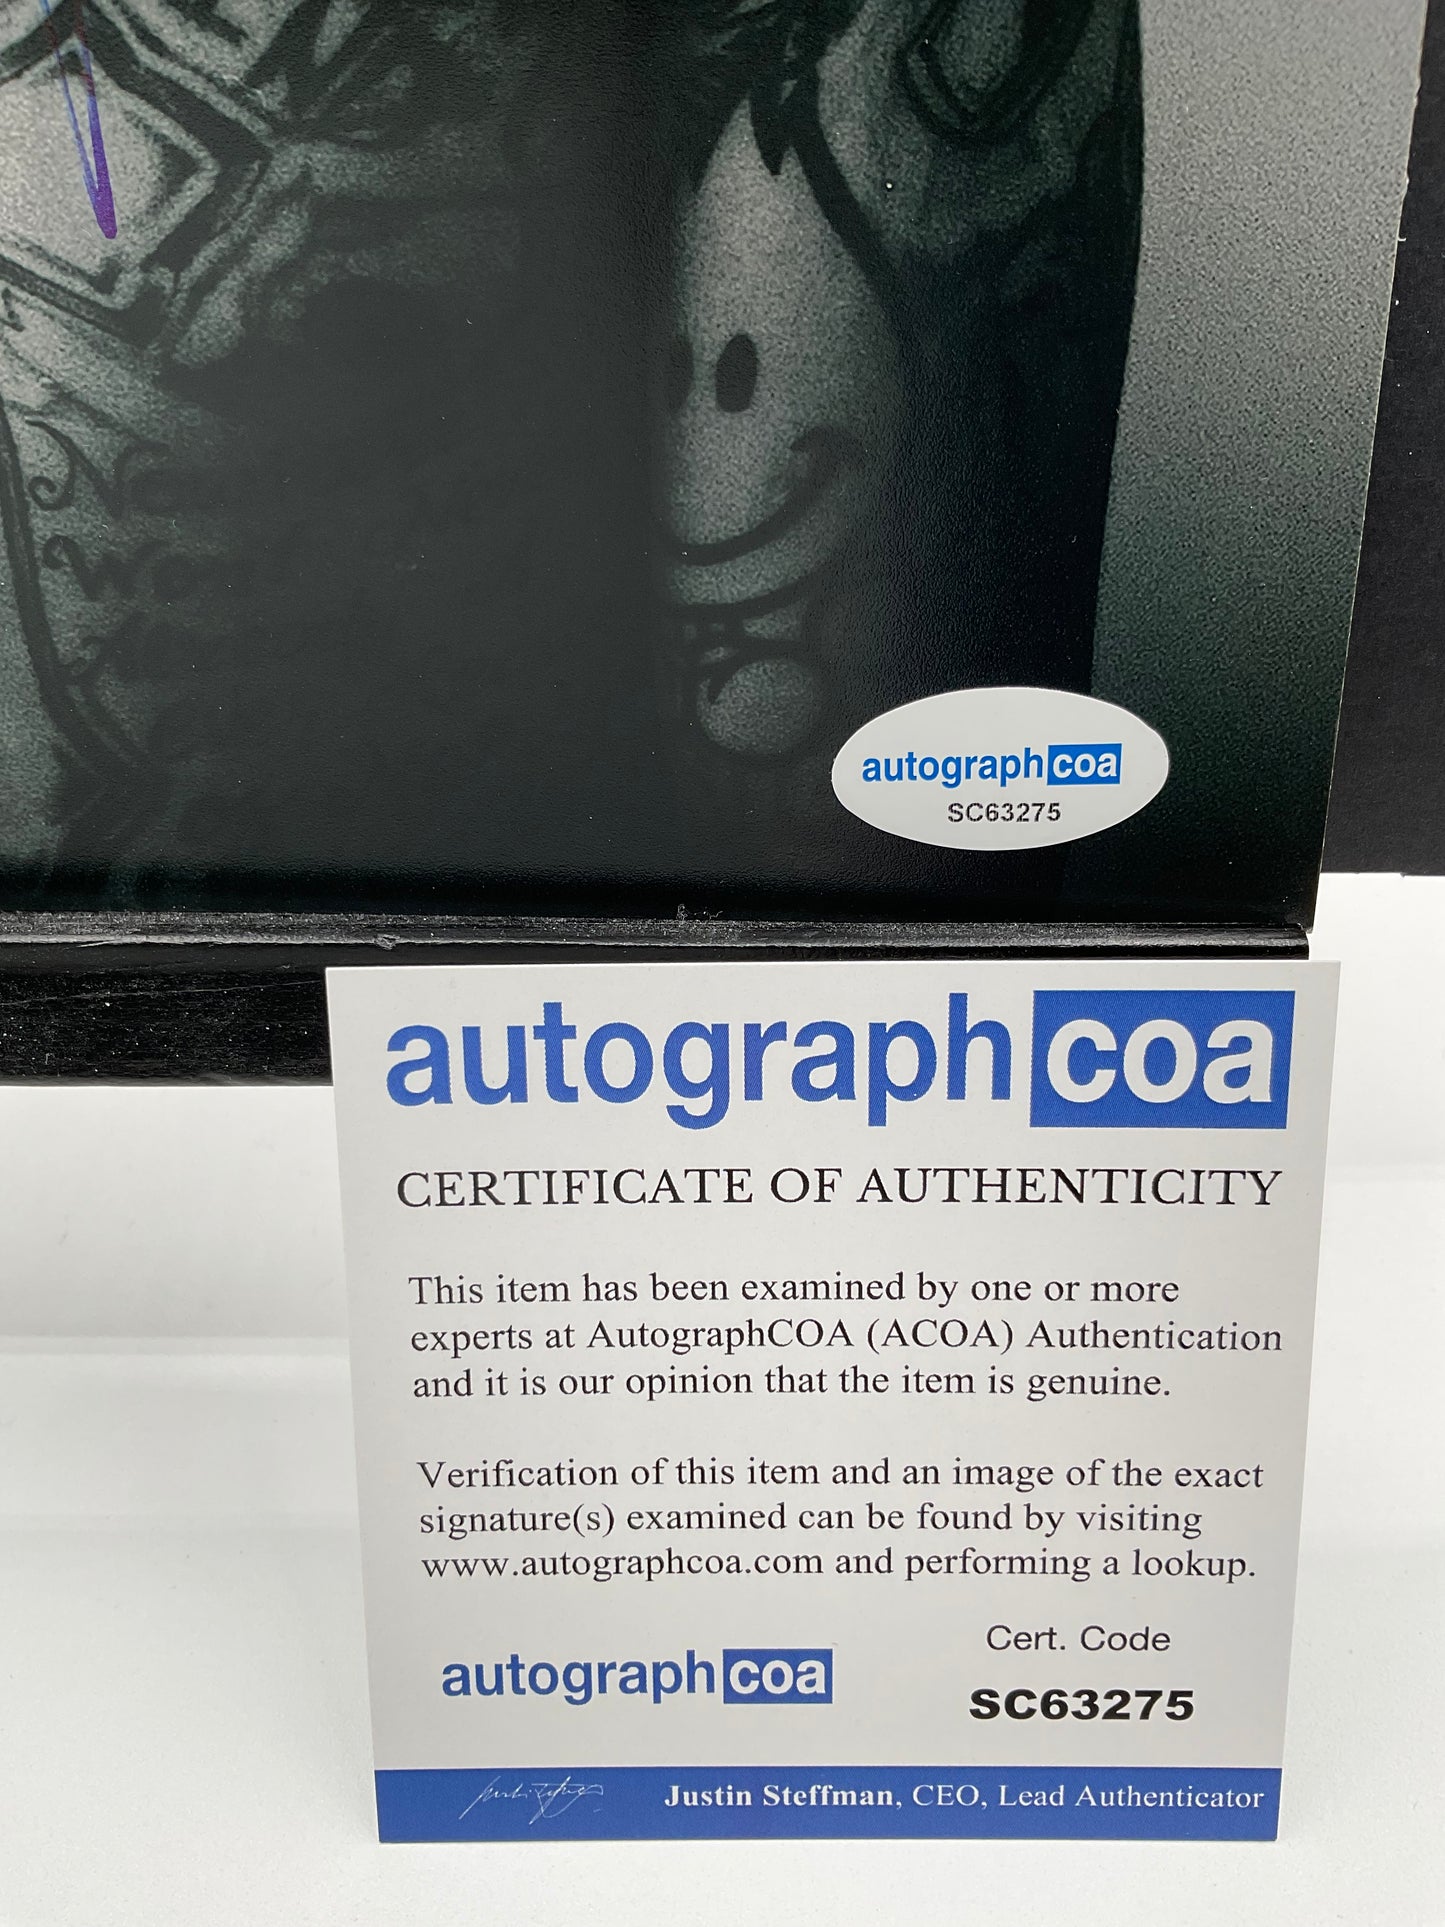 autographcoa
SC63275
autographcoa
CERTIFICATE OF AUTHENTICITY
This item has been examined by one or more
experts at AutographCOA (ACOA) Authentication
and it is our opinion that the item is genuine.
Verification of this item and an image of the exact
signature(s) examined can be found by visiting
www.autographcoa.com and performing a lookup.
Cert. Code
autographcoa
SC63275
Justin Steffman, CEO, Lead Authenticator